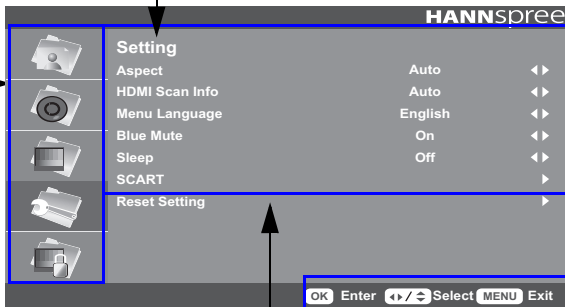 HANNspree
Setting
Aspect Auto
HDMI Scan Info Auto
Menu Language English
Blue Mute On
Sleep Off
SCART
Reset Setting
OK Enter / Select MENU Exit